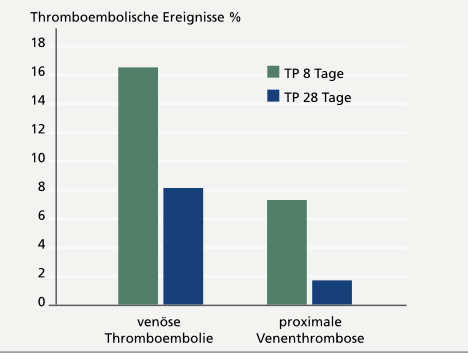 Thromboembolische Ereignisse %
18
16
14
12
10
8
6
4
2
0
TP 8 Tage
TP 28 Tage
venöse
Thromboembolie
proximale
Venenthrombose